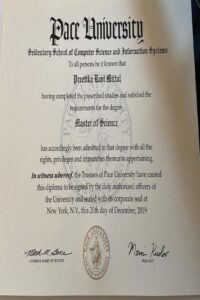 Pace University
Seidenberg School of Computer Science and Information Systems
To all persons be it known that
Preetika Ravi Mittal
having completed the prescribed studies and satisfied the
requirements for the degree
Master of Science
has accordingly been admitted to that degree with all the
rights, privileges and immunities thereunto appertaining.
In witness whereof, the Trustees of Pace University have caused
this diploma to be signed by the duly authorized officers of
the University and sealed with its corporate seal at
New York, N.Y., this 20th day of December, 2019
PRESIDENT